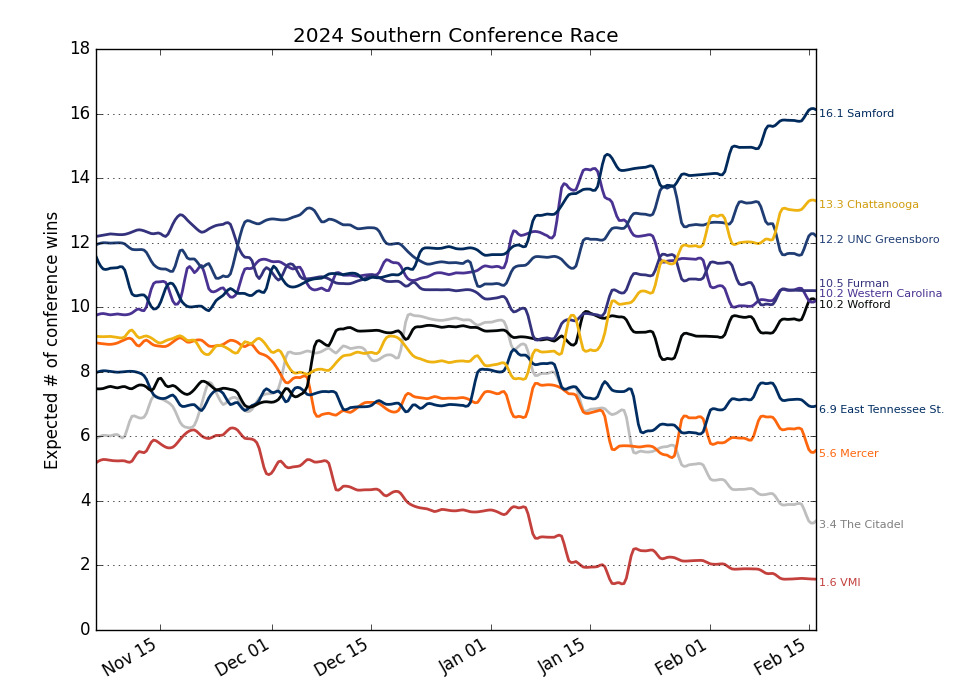 2024 Southern Conference Race
Expected # of conference wins
18
16
14
12
10
8
6
4
2
0
Nov 15
Dec 01
Dec 15
Jan 01
Jan 15
Feb 01
Feb 15
16.1 Samford
13.3 Chattanooga
12.2 UNC Greensboro
10.5 Furman
10.2 Western Carolina
10.2 Wofford
6.9 East Tennessee St.
5.6 Mercer
3.4 The Citadel
1.6 VMI